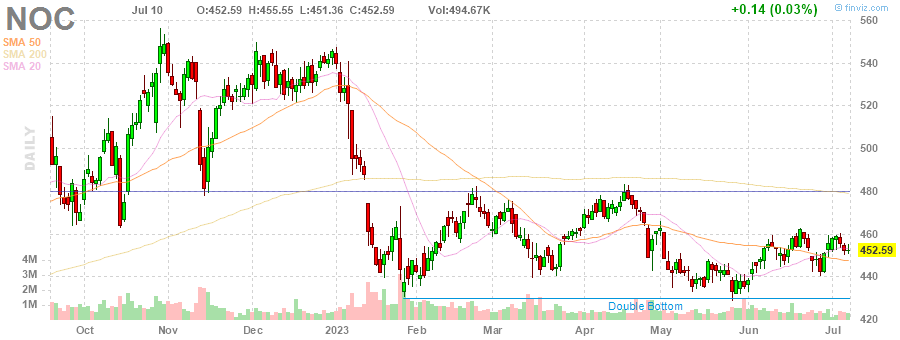 NOC Jul 10 O:452.59 H:455.55 L:451.36 C:452.59 Vol:494.67K +0.14 (0.03%) © finviz.com
SMA 50
SMA 200
SMA 20
DAILY
560
540
520
500
480
460
452.59
440
420
4M
3M
2M
1M
Double Bottom
Oct Nov Dec 2023 Feb Mar Apr May Jun Jul